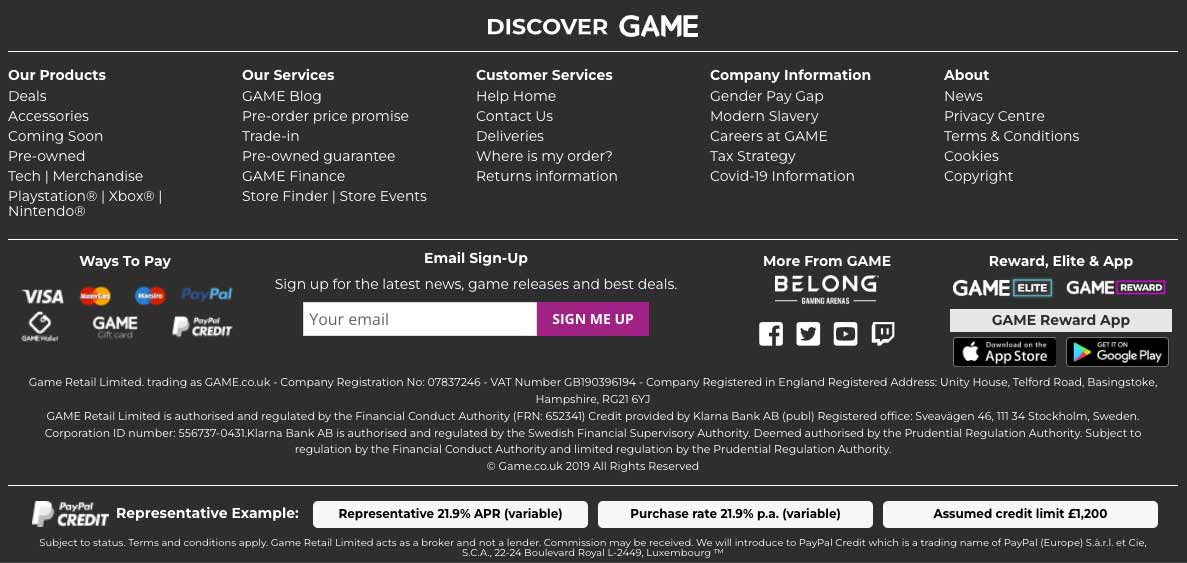 DISCOVER GAME
Our Products
Deals
Accessories
Coming Soon
Pre-owned
Tech | Merchandise
Playstation® | Xbox® |
Nintendo®
Our Services
GAME Blog
Pre-order price promise
Trade-in
Pre-owned guarantee
GAME Finance
Store Finder | Store Events
Customer Services
Help Home
Contact Us
Deliveries
Where is my order?
Returns information
Company Information
Gender Pay Gap
Modern Slavery
Careers at GAME
Tax Strategy
Covid-19 Information
About
News
Privacy Centre
Terms & Conditions
Cookies
Copyright
Ways To Pay
VISA MasterCard Maestro PayPal
GAME Wallet
GAME
Gift card
PayPal
CREDIT
Email Sign-Up
Sign up for the latest news, game releases and best deals.
Your email
SIGN ME UP
More From GAME
BELONG
GAMING ARENAS
Reward, Elite & App
GAME ELITE GAME REWARD
GAME Reward App
Download on the
App Store
GET IT ON
Google Play
Game Retail Limited. trading as GAME.co.uk - Company Registration No: 07837246 - VAT Number GB190396194 - Company Registered in England Registered Address: Unity House, Telford Road, Basingstoke,
Hampshire, RG21 6YJ
GAME Retail Limited is authorised and regulated by the Financial Conduct Authority (FRN: 652341) Credit provided by Klarna Bank AB (publ) Registered office: Sveavägen 46, 111 34 Stockholm, Sweden.
Corporation ID number: 556737-0431.Klarna Bank AB is authorised and regulated by the Swedish Financial Supervisory Authority. Deemed authorised by the Prudential Regulation Authority. Subject to
regulation by the Financial Conduct Authority and limited regulation by the Prudential Regulation Authority.
© Game.co.uk 2019 All Rights Reserved
PayPal
CREDIT
Representative Example:
Representative 21.9% APR (variable)
Purchase rate 21.9% p.a. (variable)
Assumed credit limit £1,200
Subject to status. Terms and conditions apply. Game Retail Limited acts as a broker and not a lender. Commission may be received. We will introduce to PayPal Credit which is a trading name of PayPal (Europe) S.à.r.l. et Cie,
S.C.A., 22-24 Boulevard Royal L-2449, Luxembourg ™